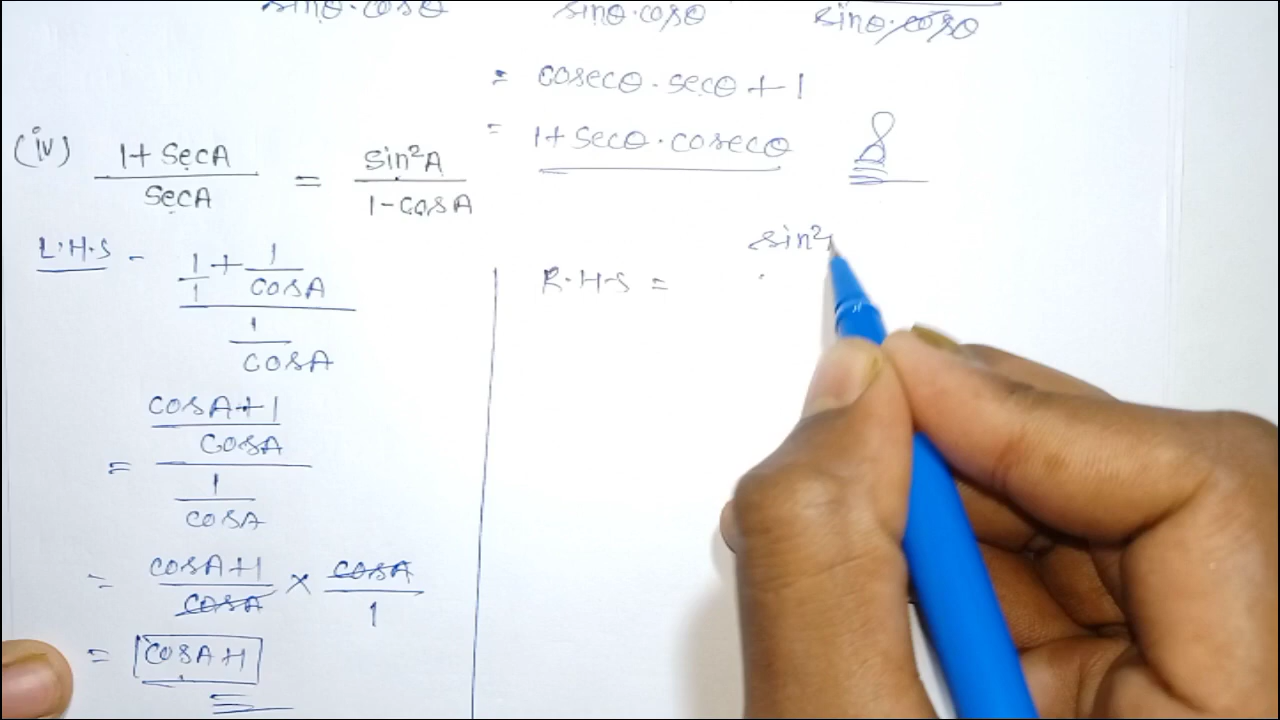 sinθ.cosθ sinθ.cosθ sinθ.cosθ
= cosecθ.secθ+1
= 1+secθ.cosecθ
(iv) 1+SecA / SecA = Sin²A / 1-cosA
L.H.S - 1/1 + 1/cosA
1/cosA
= cosA+1 / cosA
1/cosA
= cosA+1 / cosA × cosA / 1
= cosA+1
R.H.S = sin²